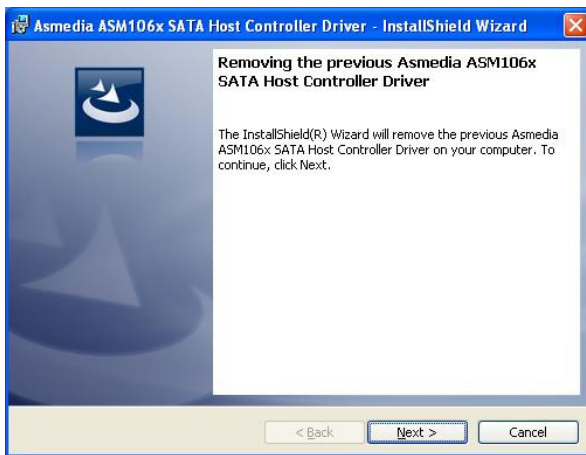 Asmedia ASM106x SATA Host Controller Driver - InstallShield Wizard
Removing the previous Asmedia ASM106x
SATA Host Controller Driver
The InstallShield(R) Wizard will remove the previous Asmedia
ASM106x SATA Host Controller Driver on your computer. To
continue, click Next.
< Back
Next >
Cancel